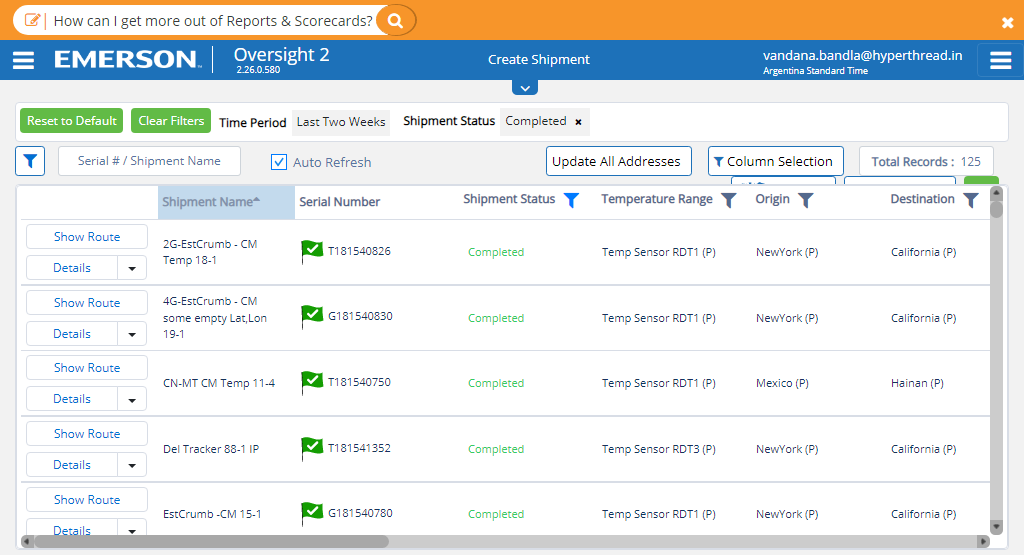 How can I get more out of Reports & Scorecards?
EMERSON Oversight 2
2.26.0.580
Create Shipment
vandana.bandla@hyperthread.in
Argentina Standard Time
Reset to Default Clear Filters Time Period Last Two Weeks Shipment Status Completed ×
Serial # / Shipment Name Auto Refresh Update All Addresses Column Selection Total Records : 125
Shipment Name Serial Number Shipment Status Temperature Range Origin Destination
Show Route
Details
2G-EstCrumb - CM
Temp 18-1
T181540826 Completed Temp Sensor RDT1 (P) NewYork (P) California (P)
Show Route
Details
4G-EstCrumb - CM
some empty Lat,Lon
19-1
G181540830 Completed Temp Sensor RDT1 (P) NewYork (P) California (P)
Show Route
Details
CN-MT CM Temp 11-4 T181540750 Completed Temp Sensor RDT1 (P) Mexico (P) Hainan (P)
Show Route
Details
Del Tracker 88-1 IP T181541352 Completed Temp Sensor RDT3 (P) NewYork (P) California (P)
Show Route
Details
EstCrumb -CM 15-1 G181540780 Completed Temp Sensor RDT1 (P) NewYork (P) California (P)